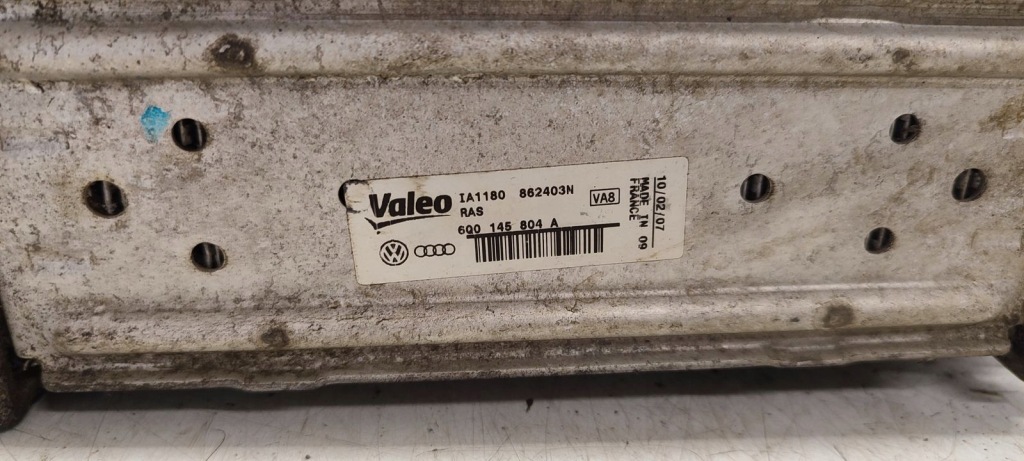 Valeo IA1180 862403N
RAS
6Q0 145 804 A
VA8
10/02/07
MADE IN 09
FRANCE